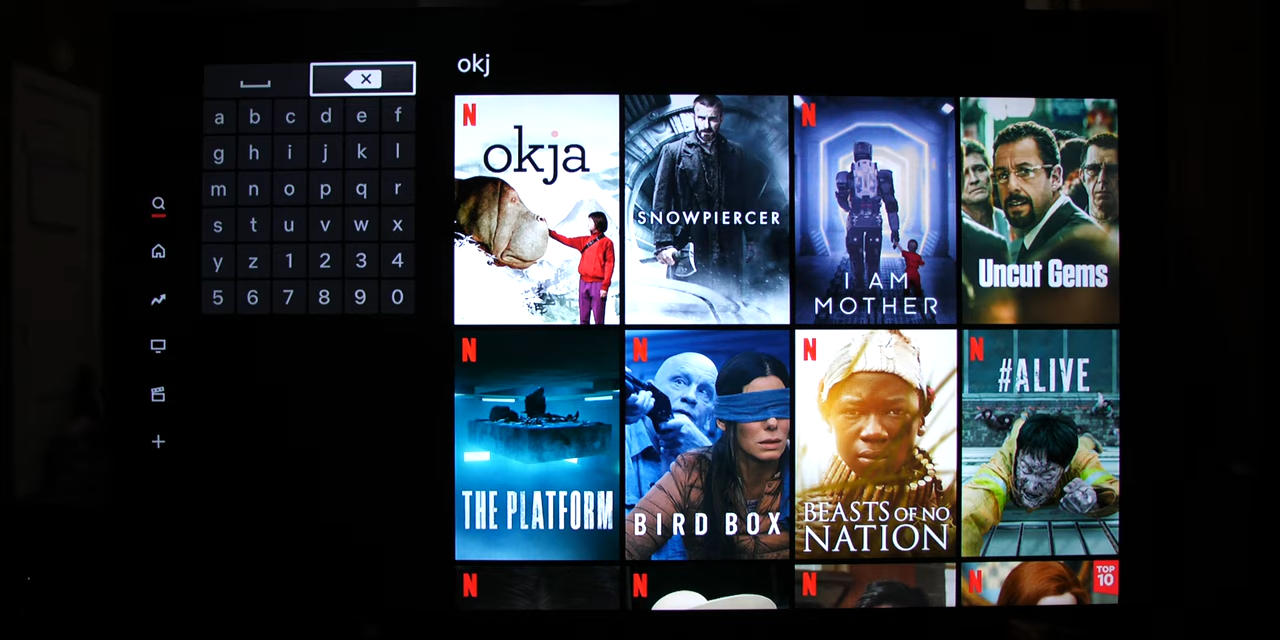 okj
a b c d e f
g h i j k l
m n o p q r
s t u v w x
y z 1 2 3 4
5 6 7 8 9 0
N
okja
SNOWPIERCER
N
I AM
MOTHER
Uncut Gems
N
THE PLATFORM
N
BIRD BOX
N
BEASTS OF NO
NATION
N
#ALIVE
N
N
N
N
TOP
10